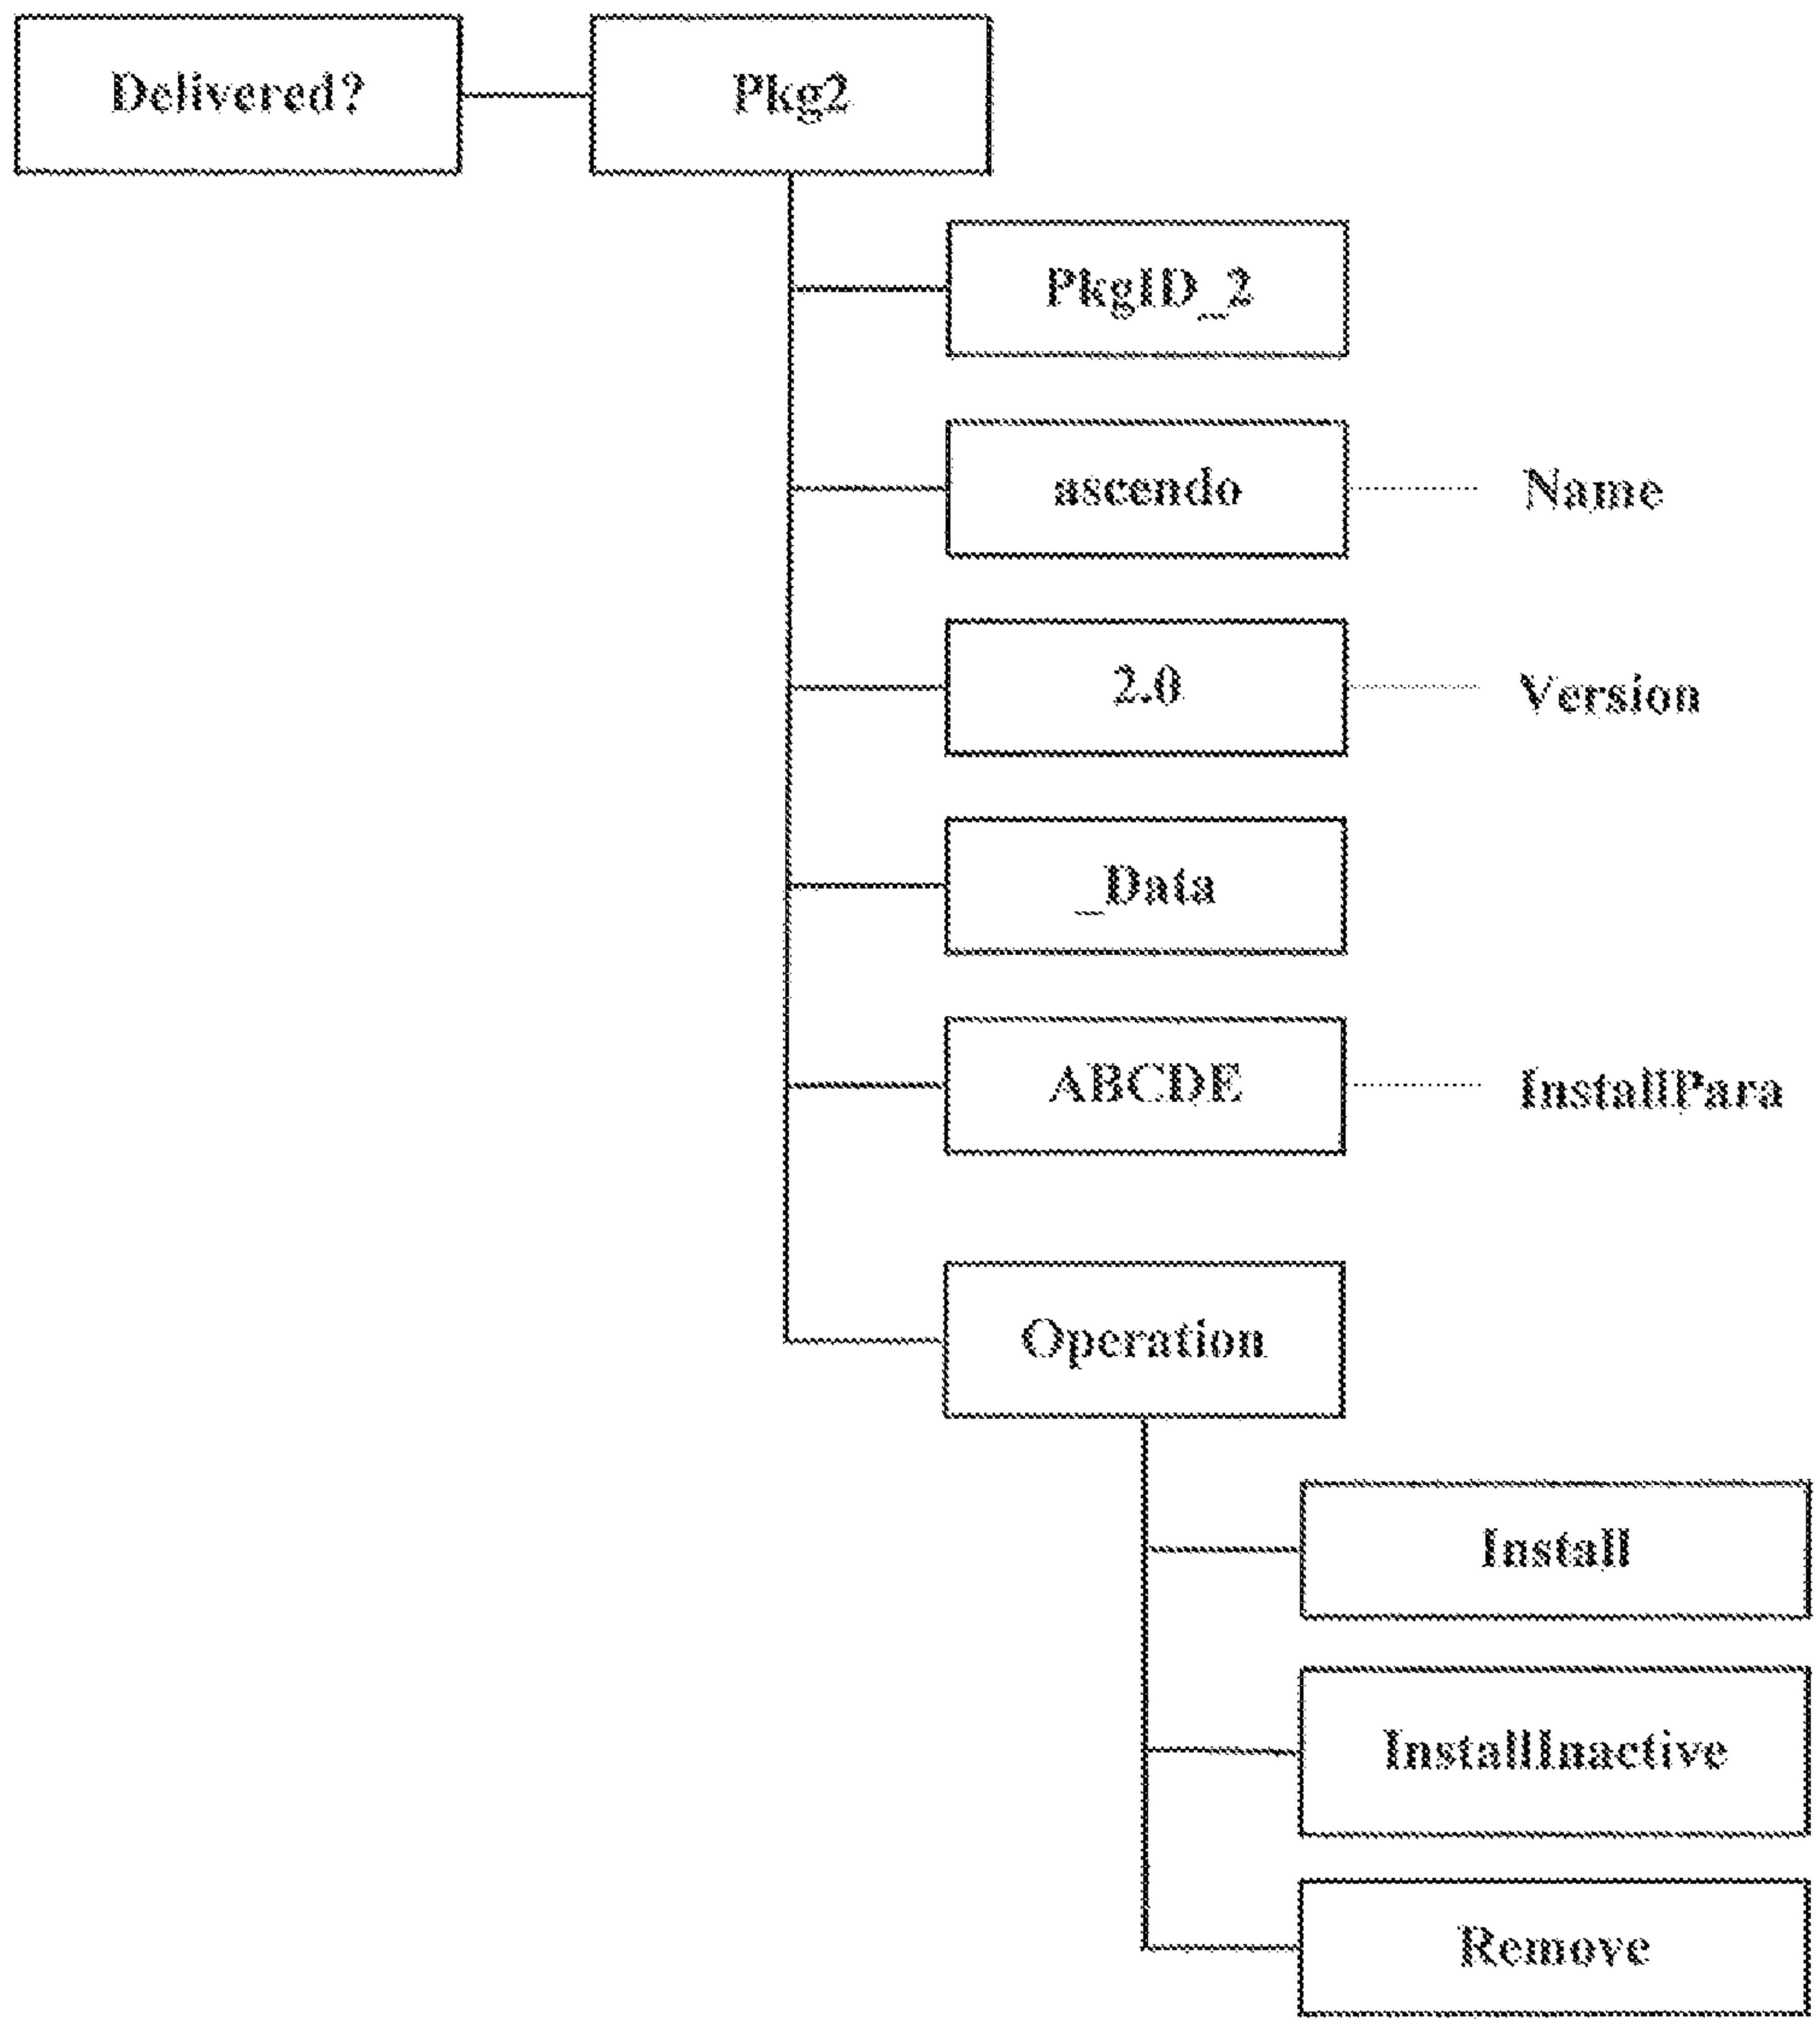 Delivered?
Pkg2
PkgID_2
ascendo
Name
2.0
Version
_Data
ABCDE
InstallPara
Operation
Install
InstallInactive
Remove